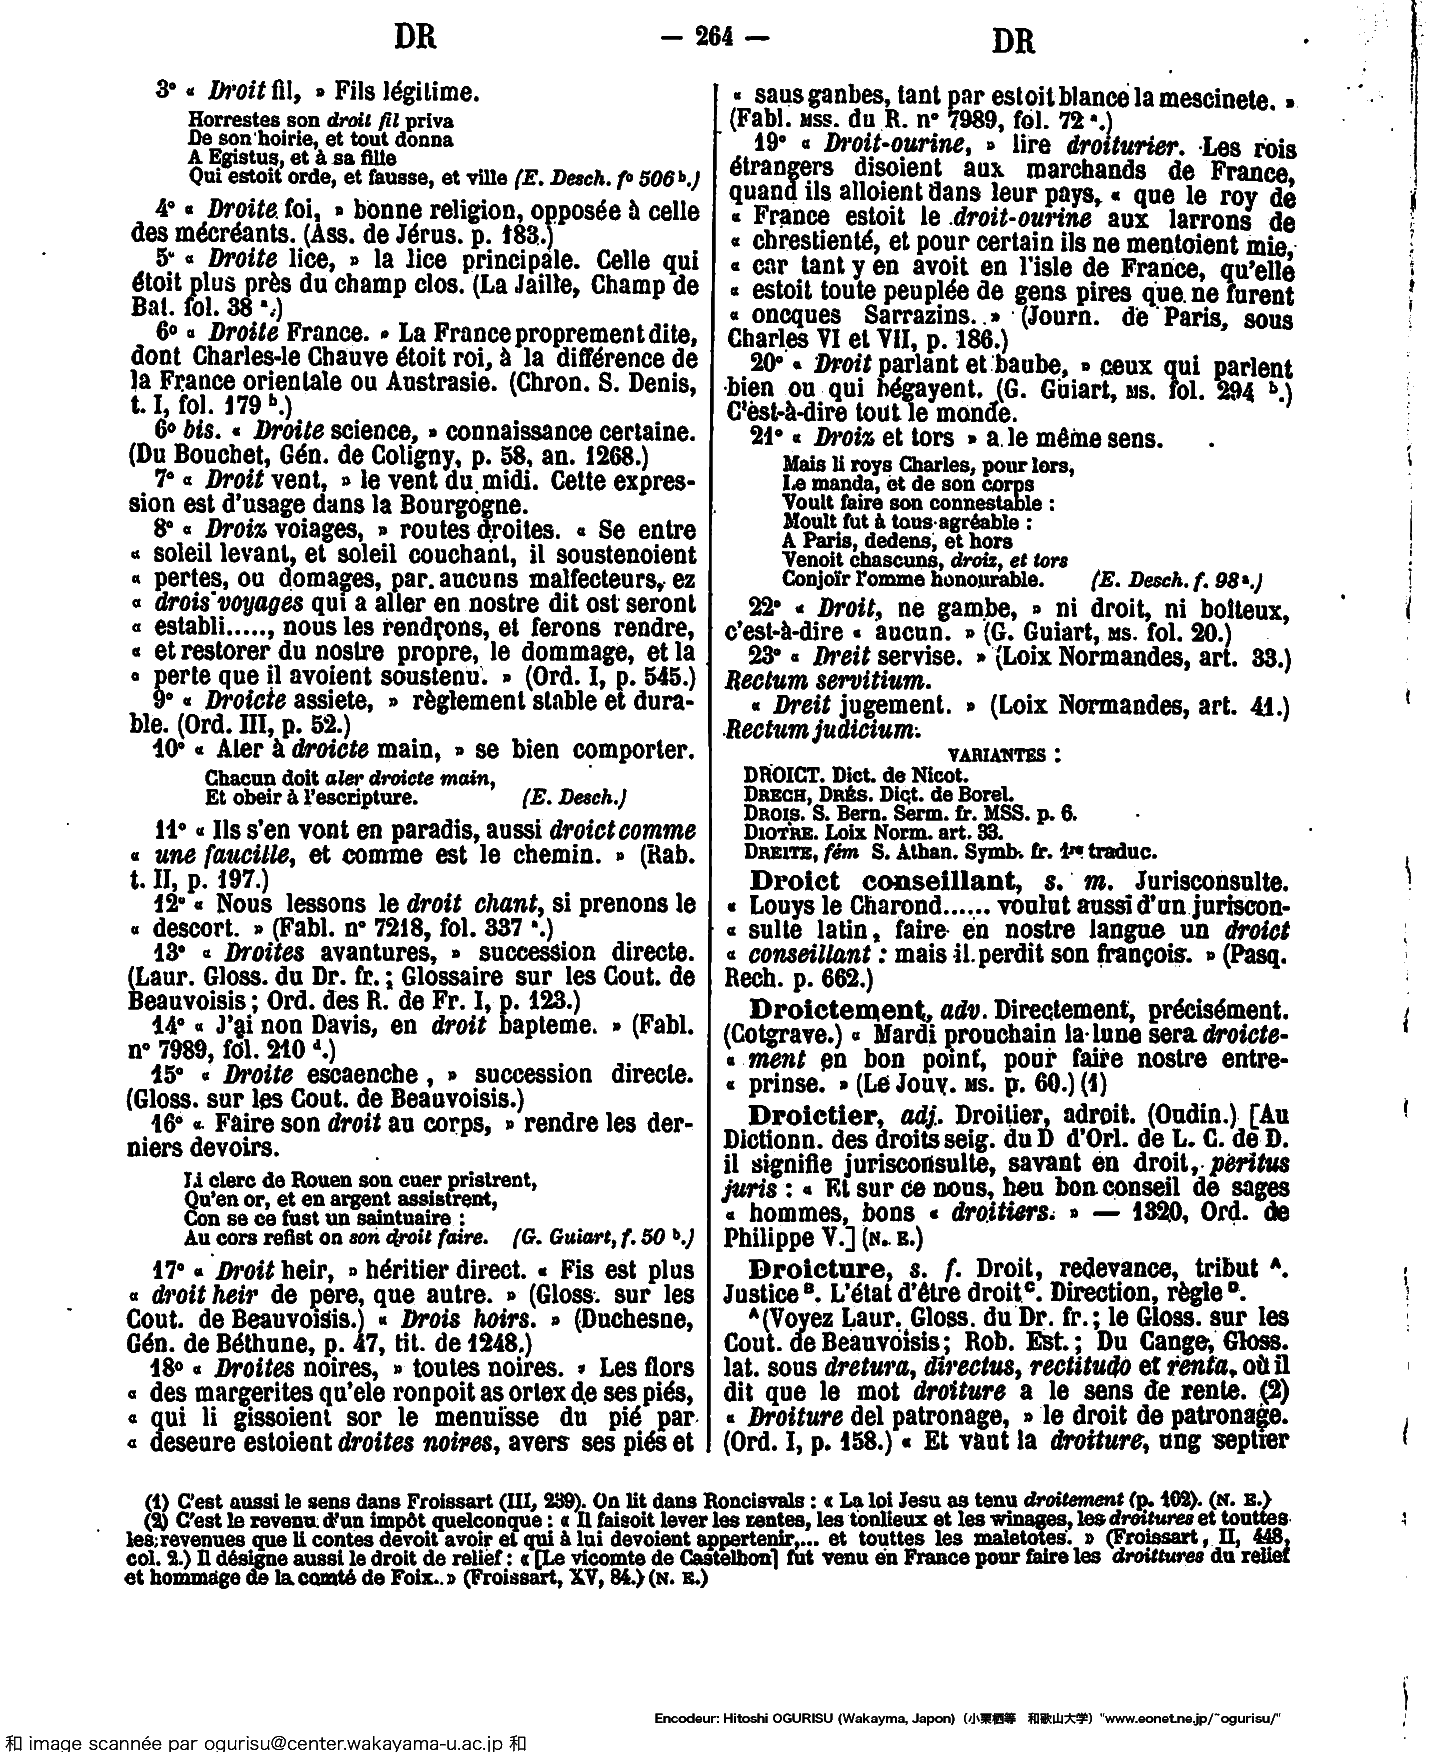 DR
— 264 —
DR
3° « Droit fil, » Fils légitime.
Horrestes son droit fil priva
De son hoirie, et tout donna
A Egistus, et à sa fille
Qui estoit orde, et fausse, et ville (E. Desch. fo 506 b.)
4° « Droite foi, » bonne religion, opposée à celle
des mécréants. (Ass. de Jérus. p. 183.)
5° « Droite lice, » la lice principale. Celle qui
étoit plus près du champ clos. (La Jaille, Champ de
Bat. fol. 38 a.)
6° « Droite France. » La France proprement dite,
dont Charles-le Chauve étoit roi, à la différence de
la France orientale ou Austrasie. (Chron. S. Denis,
t. I, fol. 179 b.)
6° bis. « Droite science, » connaissance certaine.
(Du Bouchet, Gén. de Coligny, p. 58, an. 1268.)
7° « Droit vent, » le vent du midi. Cette expres-
sion est d'usage dans la Bourgogne.
8° « Droiz voiages, » routes droites. « Se entre
« soleil levant, et soleil couchant, il soustenoient
« pertes, ou domages, par aucuns malfecteurs, ez
« drois voyages qui a aller en nostre dit ost seront
« establi....., nous les rendrons, et ferons rendre,
« et restorer du nostre propre, le dommage, et la
« perte que il avoient soustenu. » (Ord. I, p. 545.)
9° « Droicte assiete, » règlement stable et dura-
ble. (Ord. III, p. 52.)
10° « Aler à droicte main, » se bien comporter.
Chacun doit aler droicte main,
Et obeir à l'escripture. (E. Desch.)
11° « Ils s'en vont en paradis, aussi droict comme
« une faucille, et comme est le chemin. » (Rab.
t. II, p. 197.)
12° « Nous lessons le droit chant, si prenons le
« descort. » (Fabl. n° 7218, fol. 337 a.)
13° « Droites avantures, » succession directe.
(Laur. Gloss. du Dr. fr.; Glossaire sur les Cout. de
Beauvoisis; Ord. des R. de Fr. I, p. 123.)
14° « J'ai non Davis, en droit bapteme. » (Fabl.
n° 7989, fol. 210 d.)
15° « Droite escaenche, » succession directe.
(Gloss. sur les Cout. de Beauvoisis.)
16° « Faire son droit au corps, » rendre les der-
niers devoirs.
Li clerc de Rouen son cuer pristrent,
Qu'en or, et en argent assistrent,
Con se ce fust un saintuaire :
Au cors refist on son droit faire. (G. Guiart, f. 50 b.)
17° « Droit heir, » héritier direct. « Fis est plus
« droit heir de pere, que autre. » (Gloss. sur les
Cout. de Beauvoisis.) « Drois hoirs. » (Duchesne,
Gén. de Béthune, p. 47, tit. de 1248.)
18° « Droites noires, » toutes noires. « Les flors
« des margerites qu'ele ronpoit as ortex de ses piés,
« qui li gissoient sor le menuisse du pié par
« deseure estoient droites noires, avers ses piés et
« saus ganbes, tant par estoit blance la mescinete. »
(Fabl. MSS. du R. n° 7989, fol. 72 a.)
19° « Droit-ourine, » lire droiturier. Les rois
étrangers disoient aux marchands de France,
quand ils alloient dans leur pays, « que le roy de
« France estoit le droit-ourine aux larrons de
« chrestienté, et pour certain ils ne mentoient mie,
« car tant y en avoit en l'isle de France, qu'elle
« estoit toute peuplée de gens pires que ne furent
« oncques Sarrazins. » (Journ. de Paris, sous
Charles VI et VII, p. 186.)
20° « Droit parlant et baube, » ceux qui parlent
bien ou qui bégayent. (G. Guiart, MS. fol. 294 b.)
C'est-à-dire tout le monde.
21° « Droiz et tors » a le même sens.
Mais li roys Charles, pour lors,
Le manda, et de son corps
Voult faire son connestable :
Moult fut à tous agréable :
A Paris, dedens, et hors
Venoit chascuns, droiz, et tors
Conjoïr l'omme honourable. (E. Desch. f. 98 a.)
22° « Droit, ne gambe, » ni droit, ni boiteux,
c'est-à-dire « aucun. » (G. Guiart, MS. fol. 20.)
23° « Dreit servise. » (Loix Normandes, art. 33.)
Rectum servitium.
« Dreit jugement. » (Loix Normandes, art. 41.)
Rectum judicium.
VARIANTES :
DROICT. Dict. de Nicot.
DRECH, DRÉS. Dict. de Borel.
DROIS. S. Bern. Serm. fr. MSS. p. 6.
DIOTRE. Loix Norm. art. 33.
DREITE, fém S. Athan. Symb. fr. 1re traduc.
Droict conseillant, s. m. Jurisconsulte.
« Louys le Charond...... voulut aussi d'un juriscon-
« sulte latin, faire en nostre langue un droict
« conseillant : mais il perdit son françois. » (Pasq.
Rech. p. 662.)
Droictement, adv. Directement, précisément.
(Cotgrave.) « Mardi prouchain la lune sera droicte-
« ment en bon point, pour faire nostre entre-
« prinse. » (Le Jouv. MS. p. 60.) (1)
Droictier, adj. Droitier, adroit. (Oudin.) [Au
Dictionn. des droits seig. du D d'Orl. de L. C. de D.
il signifie jurisconsulte, savant en droit, peritus
juris : « Et sur ce nous, heu bon conseil de sages
« hommes, bons « droitiers. » — 1320, Ord. de
Philippe V.] (N. E.)
Droicture, s. f. Droit, redevance, tribut A.
Justice B. L'état d'être droit C. Direction, règle D.
A (Voyez Laur. Gloss. du Dr. fr.; le Gloss. sur les
Cout. de Beauvoisis; Rob. Est.; Du Cange, Gloss.
lat. sous dretura, directus, rectitudo et renta, où il
dit que le mot droiture a le sens de rente. (2)
« Droiture del patronage, » le droit de patronage.
(Ord. I, p. 158.) « Et vaut la droiture, ung septier
(1) C'est aussi le sens dans Froissart (III, 239). On lit dans Roncisvals : « La loi Jesu as tenu droitement (p. 102). (N. E.)
(2) C'est le revenu d'un impôt quelconque : « Il faisoit lever les rentes, les tonlieux et les winages, les droitures et touttes
les revenues que li contes devoit avoir et qui à lui devoient appertenir,... et touttes les maletotes. » (Froissart, II, 448,
col. 2.) Il désigne aussi le droit de relief : « [Le vicomte de Castelbon] fut venu en France pour faire les droittures du relief
et hommage de la comté de Foix.. » (Froissart, XV, 84.) (N. E.)
Encodeur: Hitoshi OGURISU (Wakayma, Japon) (小栗栖等 和歌山大学) "www.eonet.ne.jp/~ogurisu/"
和 image scannée par ogurisu@center.wakayama-u.ac.jp 和